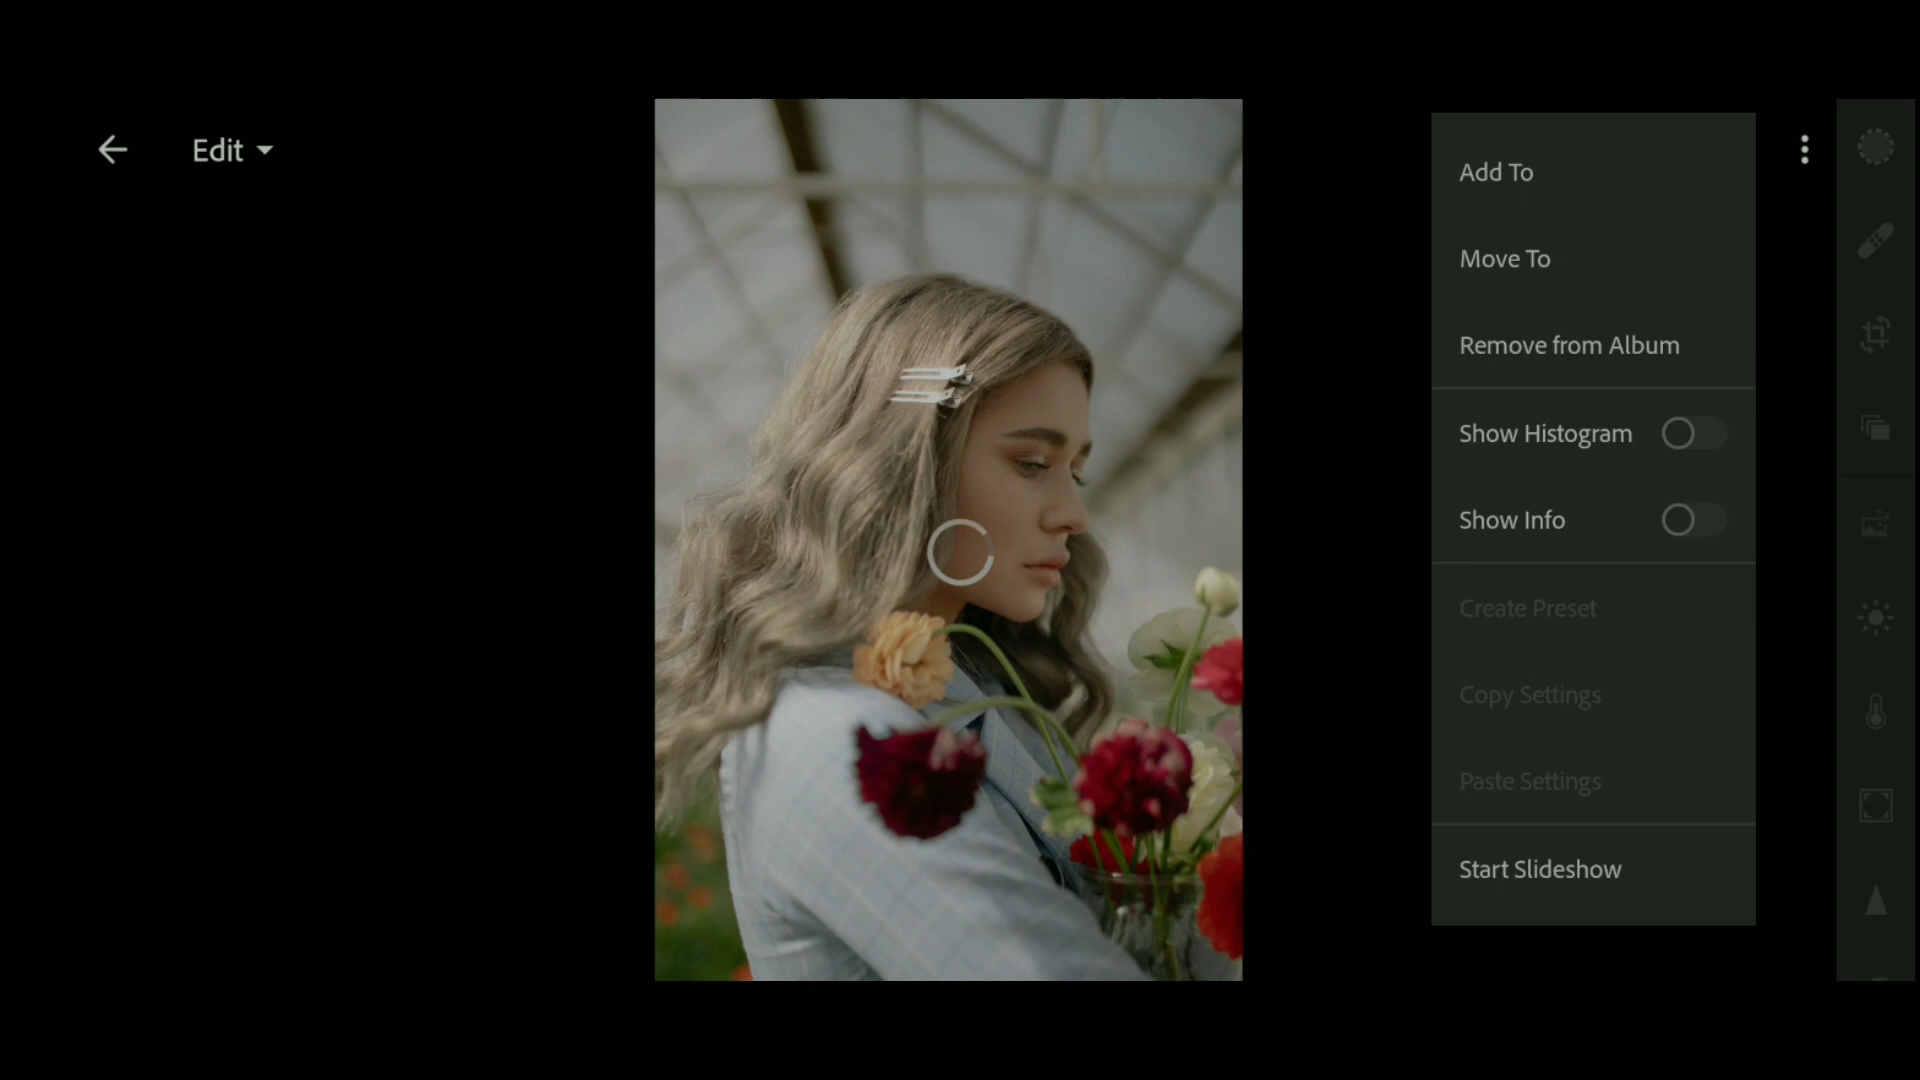 Edit
Add To
Move To
Remove from Album
Show Histogram
Show Info
Create Preset
Copy Settings
Paste Settings
Start Slideshow